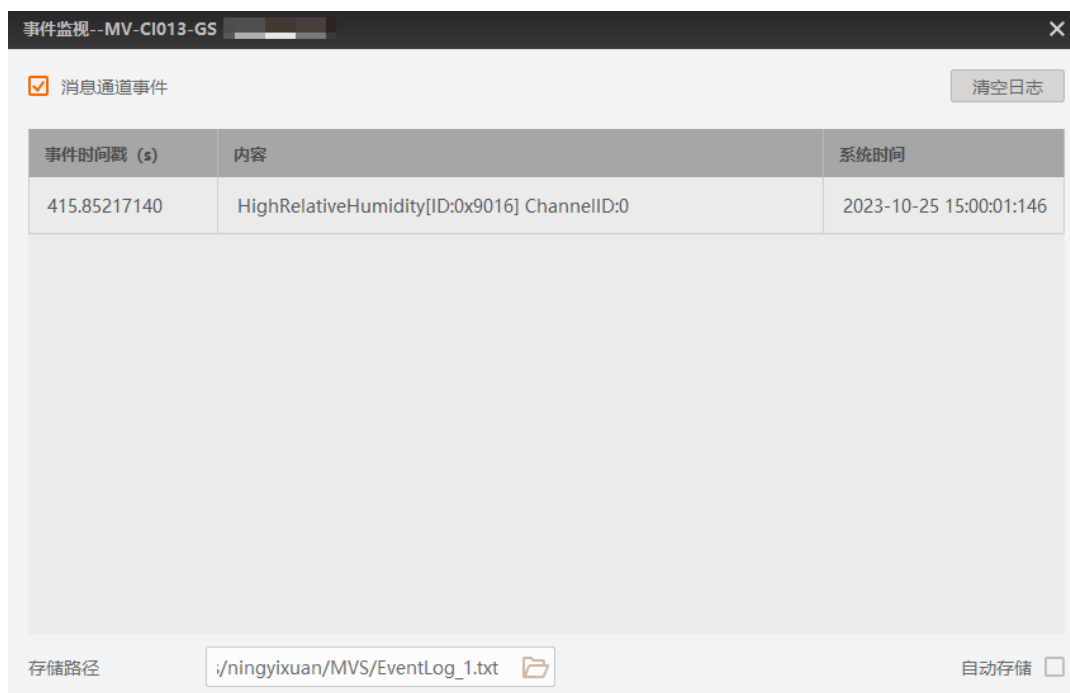 事件监视--MV-CI013-GS
消息通道事件
清空日志
事件时间戳 (s) 内容 系统时间
415.85217140 HighRelativeHumidity[ID:0x9016] ChannelID:0 2023-10-25 15:00:01:146
存储路径 /ningyixuan/MVS/EventLog_1.txt 自动存储